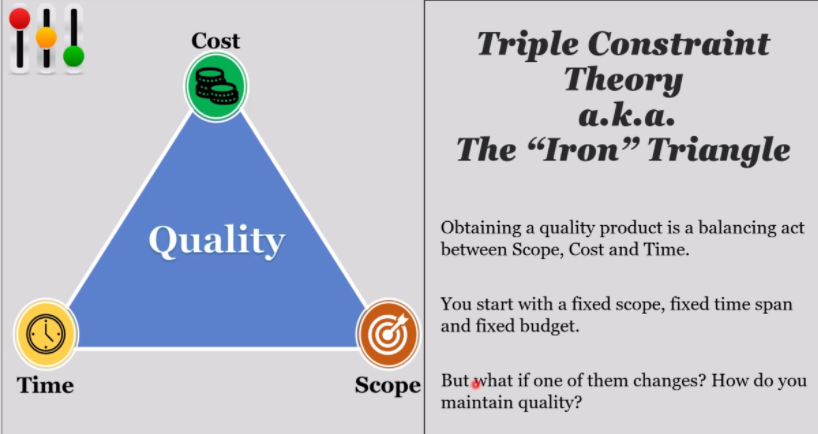 Cost
Quality
Time
Scope
Triple Constraint
Theory
a.k.a.
The “Iron” Triangle
Obtaining a quality product is a balancing act
between Scope, Cost and Time.
You start with a fixed scope, fixed time span
and fixed budget.
But what if one of them changes? How do you
maintain quality?